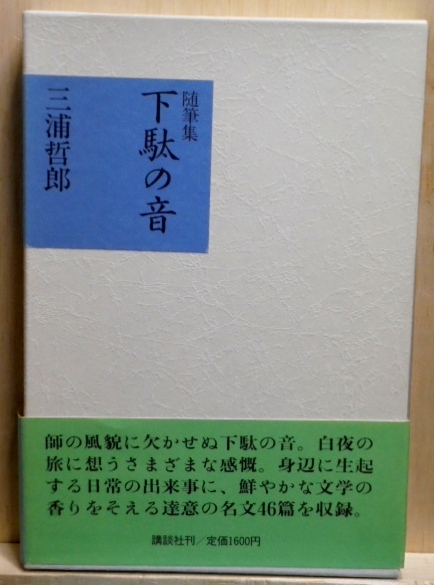 随筆集
下駄の音
三浦哲郎
師の風貌に欠かせぬ下駄の音。白夜の
旅に想うさまざまな感慨。身辺に生起
する日常の出来事に、鮮やかな文学の
香りをそえる達意の名文46篇を収録。
講談社刊／定価1600円